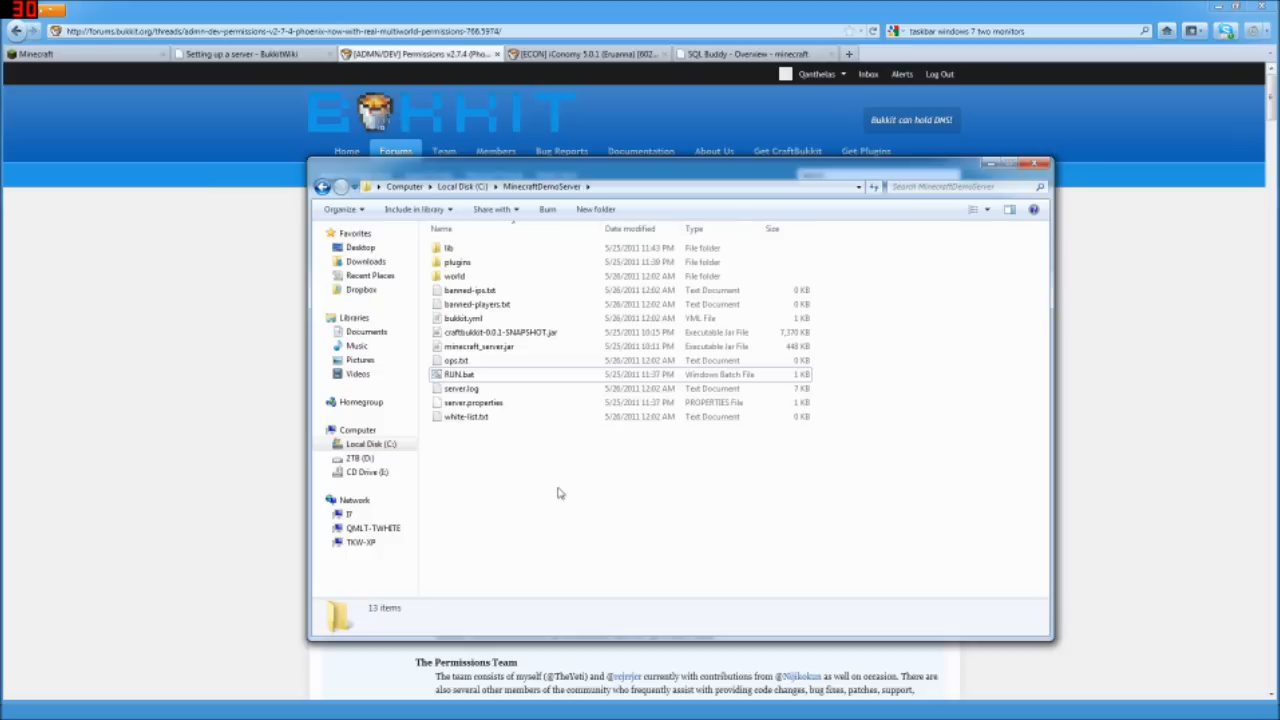 30
http://forums.bukkit.org/threads/admn-dev-permissions-v2-7-4-phoenix-now-with-real-multiworld-permissions-766.5974/
taskbar windows 7 two monitors
Minecraft
Setting up a server - BukkitWiki
[ADMN/DEV] Permissions v2.7.4 (Pho...
[ECON] iConomy 5.0.1 (Eruanna) [602...
SQL Buddy - Overview - minecraft
Qanthelas Inbox Alerts Log Out
BUKKIT
Bukkit can hold DMS!
Home Forums Team Members Bug Reports Documentation About Us Get CraftBukkit Get Plugins
Computer Local Disk (C:) MinecraftDemoServer
Search MinecraftDemoServer
Organize Include in library Share with Burn New folder
Name Date modified Type Size
Favorites
Desktop
Downloads
Recent Places
Dropbox
Libraries
Documents
Music
Pictures
Videos
Homegroup
Computer
Local Disk (C:)
2TB (D:)
CD Drive (E:)
Network
QMLT-TWHITE
TKW-XP
lib 5/25/2011 11:43 PM File folder
plugins 5/25/2011 11:39 PM File folder
world 5/26/2011 12:02 AM File folder
banned-ips.txt 5/26/2011 12:02 AM Text Document 0 KB
banned-players.txt 5/26/2011 12:02 AM Text Document 0 KB
bukkit.yml 5/26/2011 12:02 AM YML File 1 KB
craftbukkit-0.0.1-SNAPSHOT.jar 5/25/2011 10:15 PM Executable Jar File 7,370 KB
minecraft_server.jar 5/25/2011 10:11 PM Executable Jar File 448 KB
ops.txt 5/26/2011 12:02 AM Text Document 0 KB
RUN.bat 5/25/2011 11:37 PM Windows Batch File 1 KB
server.log 5/26/2011 12:02 AM Text Document 7 KB
server.properties 5/25/2011 11:37 PM PROPERTIES File 1 KB
white-list.txt 5/26/2011 12:02 AM Text Document 0 KB
13 items
The Permissions Team
The team consists of myself (@TheYeti) and @rcjrrjcr currently with contributions from @Nijikokun as well on occasion. There are
also several other members of the community who frequently assist with providing code changes, bug fixes, patches, support,